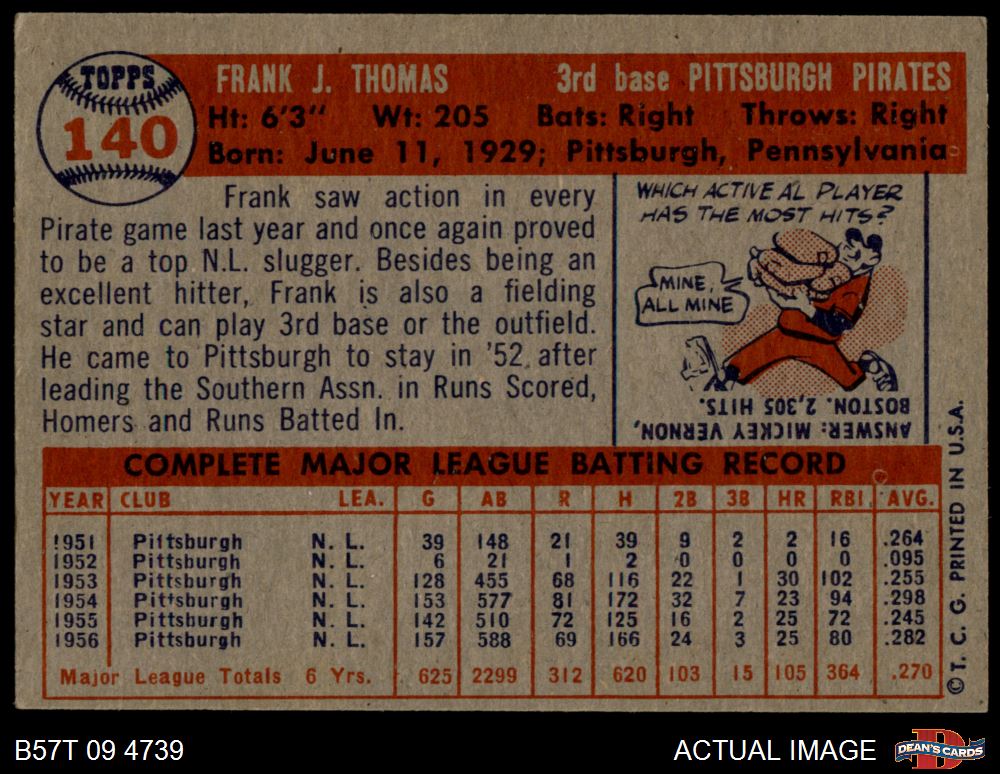 TOPPS
140
FRANK J. THOMAS 3rd base PITTSBURGH PIRATES
Ht: 6'3" Wt: 205 Bats: Right Throws: Right
Born: June 11, 1929; Pittsburgh, Pennsylvania
Frank saw action in every
Pirate game last year and once again proved
to be a top N.L. slugger. Besides being an
excellent hitter, Frank is also a fielding
star and can play 3rd base or the outfield.
He came to Pittsburgh to stay in '52 after
leading the Southern Assn. in Runs Scored,
Homers and Runs Batted In.
WHICH ACTIVE A.L. PLAYER
HAS THE MOST HITS?
MINE,
ALL MINE
ANSWER: MICKEY VERNON,
BOSTON. 2,305 HITS.
COMPLETE MAJOR LEAGUE BATTING RECORD
YEAR CLUB LEA. G AB R H 2B 3B HR RBI AVG.
1951 Pittsburgh N. L. 39 148 21 39 9 2 2 16 .264
1952 Pittsburgh N. L. 6 21 1 2 0 0 0 0 .095
1953 Pittsburgh N. L. 128 455 68 116 22 1 30 102 .255
1954 Pittsburgh N. L. 153 577 81 172 32 7 23 94 .298
1955 Pittsburgh N. L. 142 510 72 125 16 2 25 72 .245
1956 Pittsburgh N. L. 157 588 69 166 24 3 25 80 .282
Major League Totals 6 Yrs. 625 2299 312 620 103 15 105 364 .270
© T. C. G. PRINTED IN U.S.A.
B57T 09 4739
ACTUAL IMAGE
D
DEAN'S CARDS